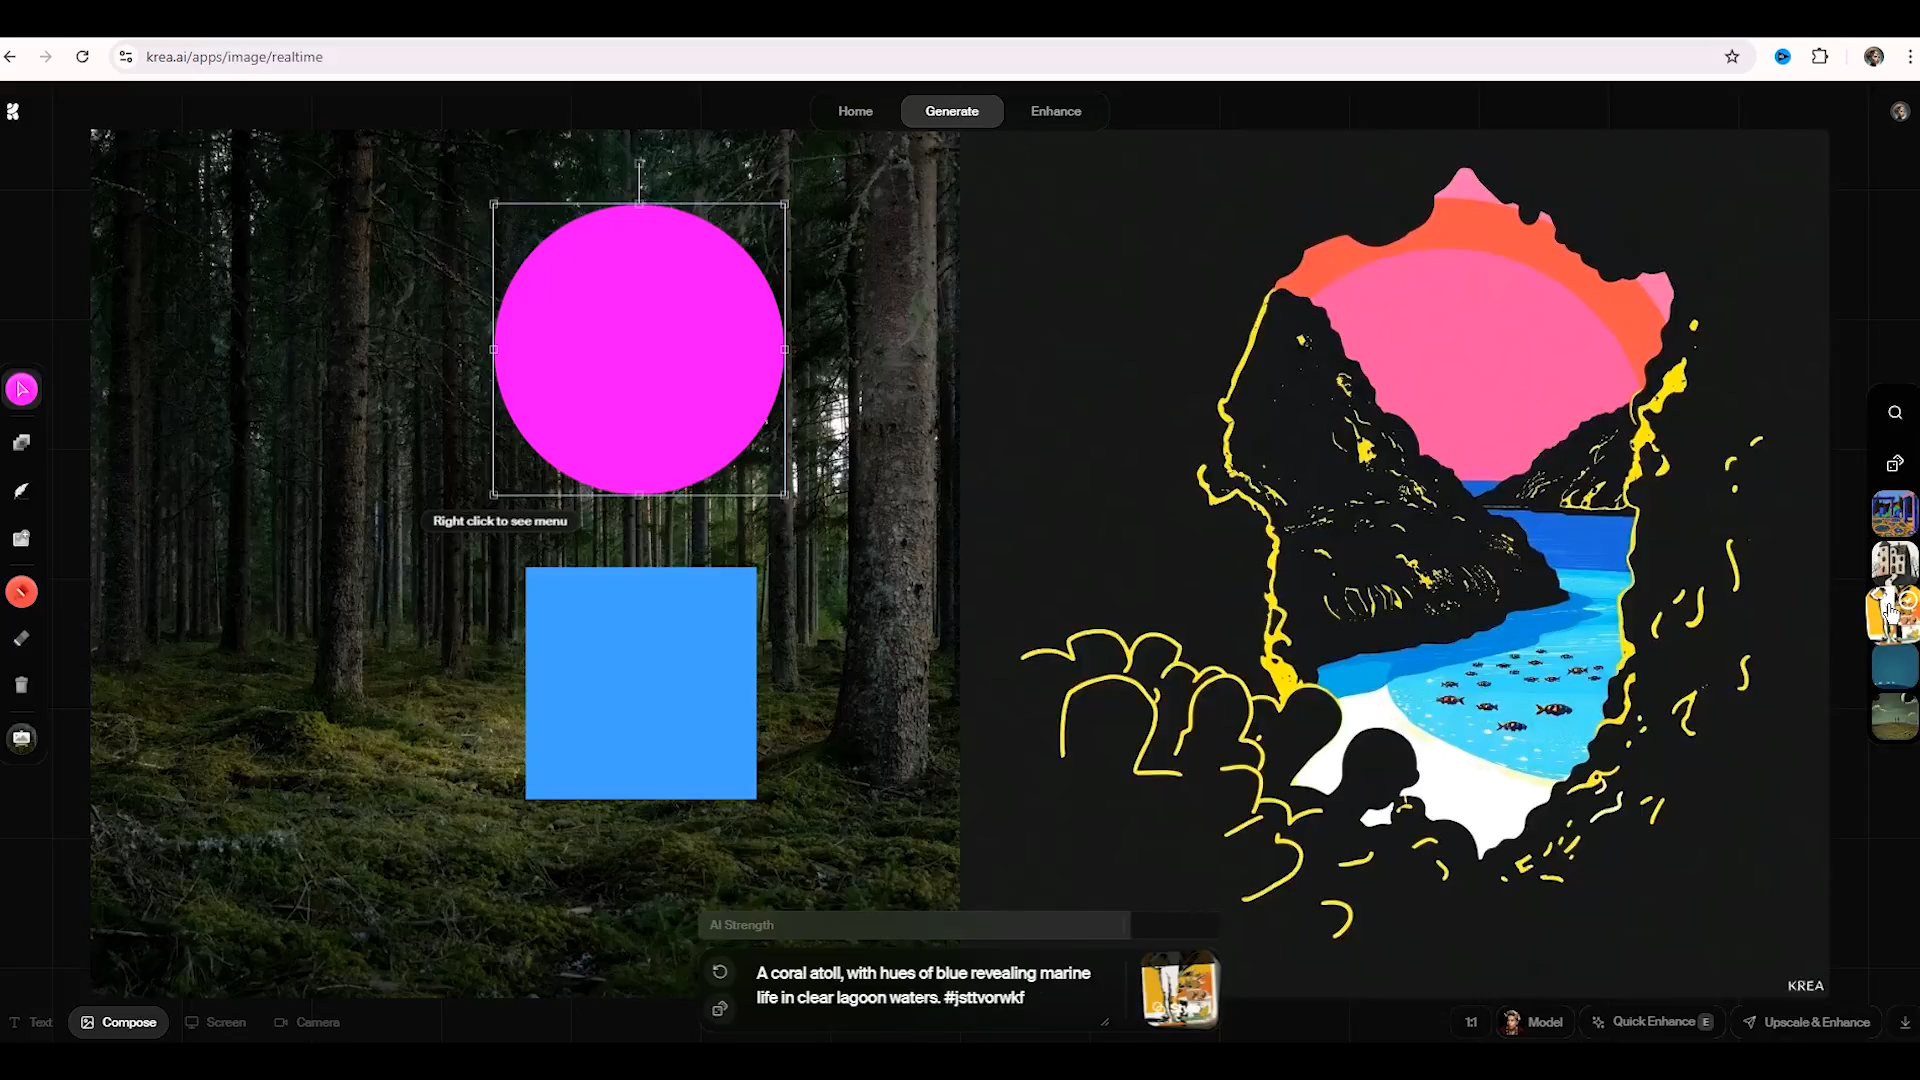 krea.ai/apps/image/realtime
Home
Generate
Enhance
Right click to see menu
AI Strength
A coral atoll, with hues of blue revealing marine
life in clear lagoon waters. #jsttvorwkf
KREA
Text
Compose
Screen
Camera
1:1
Model
Quick Enhance E
Upscale & Enhance